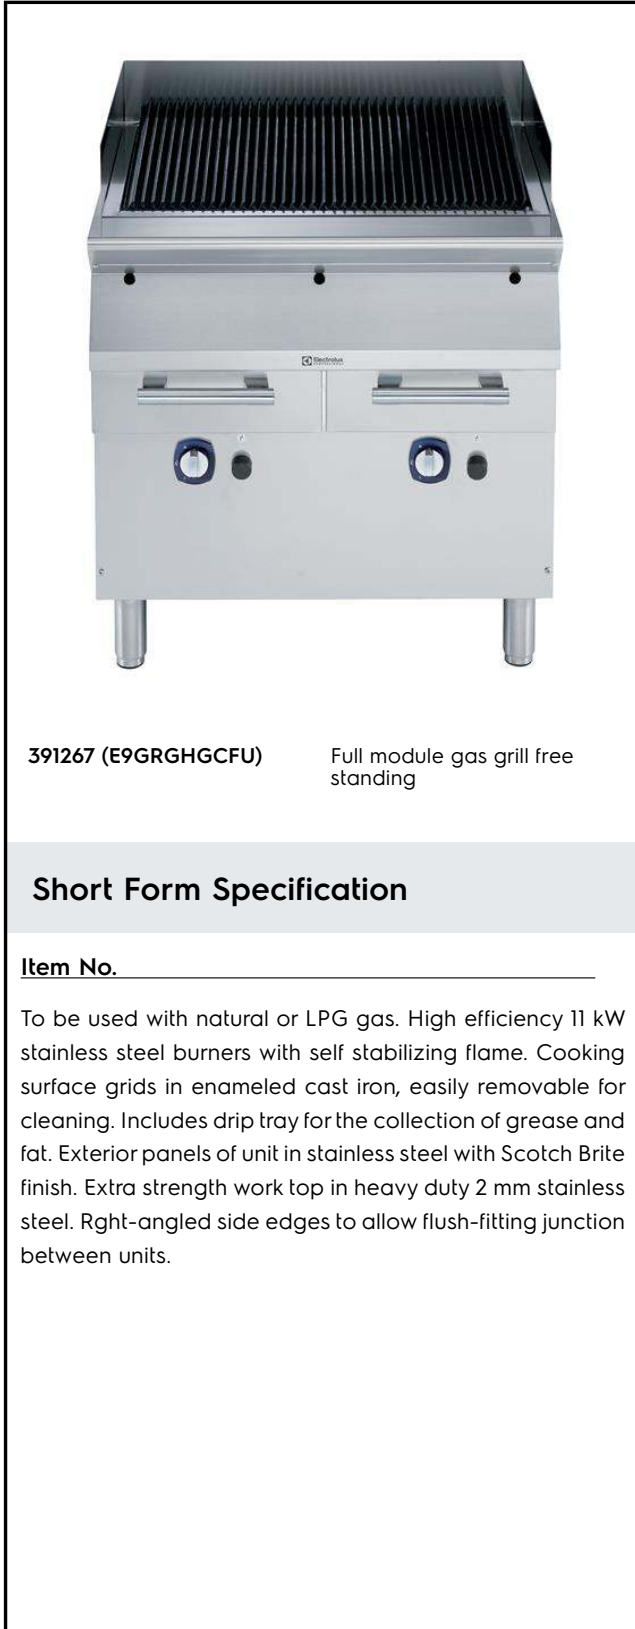 Electrolux
PROFESSIONAL
391267 (E9GRGHGCFU)
Full module gas grill free
standing
Short Form Specification
Item No.
To be used with natural or LPG gas. High efficiency 11 kW
stainless steel burners with self stabilizing flame. Cooking
surface grids in enameled cast iron, easily removable for
cleaning. Includes drip tray for the collection of grease and
fat. Exterior panels of unit in stainless steel with Scotch Brite
finish. Extra strength work top in heavy duty 2 mm stainless
steel. Rght-angled side edges to allow flush-fitting junction
between units.